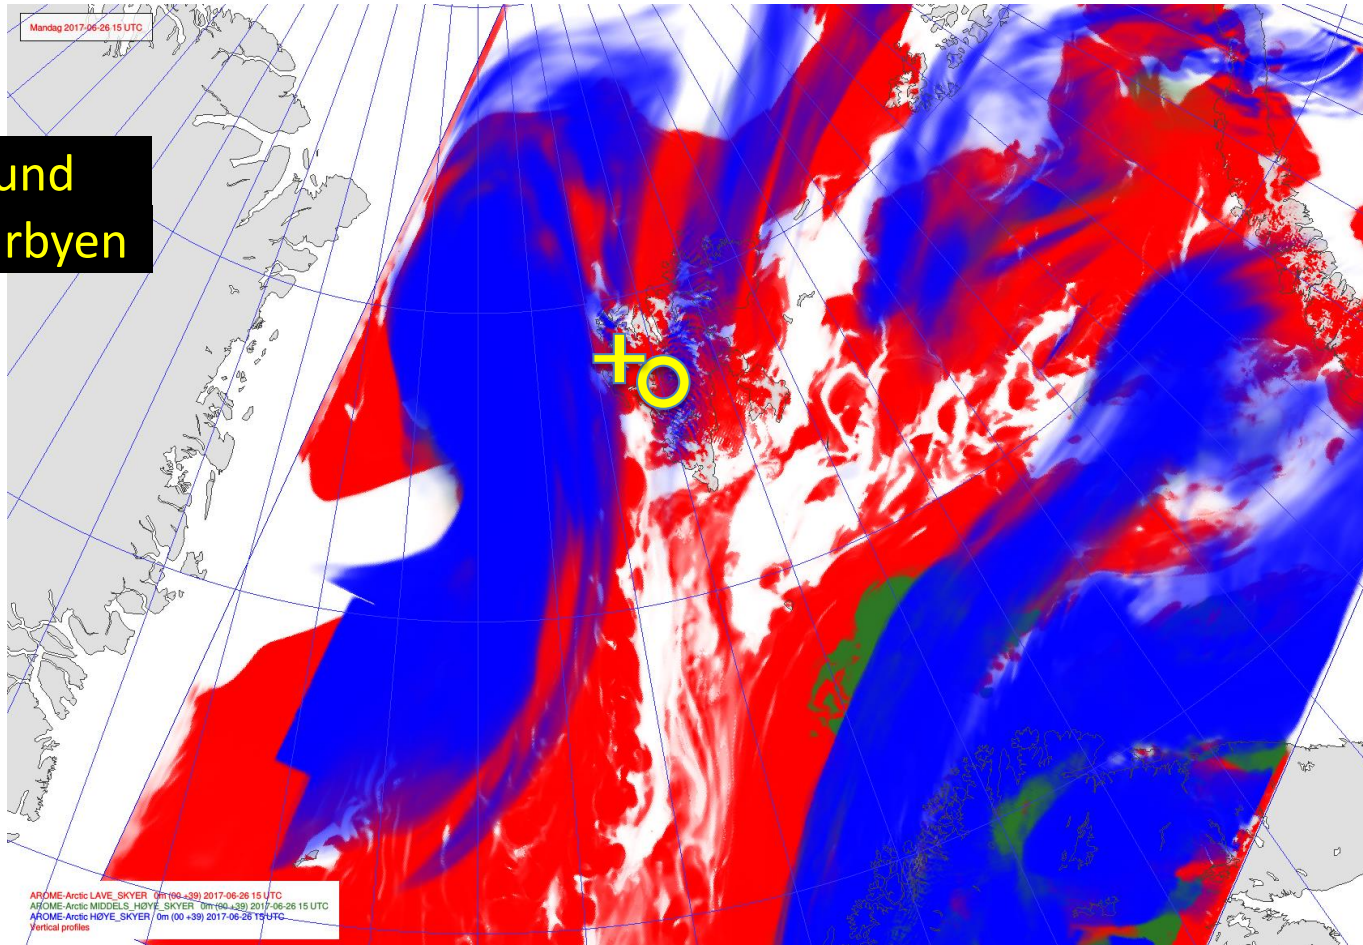 Mandag 2017-06-26 15 UTC
und
rbyen
AROME-Arctic LAVE_SKYER 0m (00 +39) 2017-06-26 15 UTC
AROME-Arctic MIDDELS_HØYE_SKYER 0m (00 +39) 2017-06-26 15 UTC
AROME-Arctic HØYE_SKYER 0m (00 +39) 2017-06-26 15 UTC
Vertical profiles